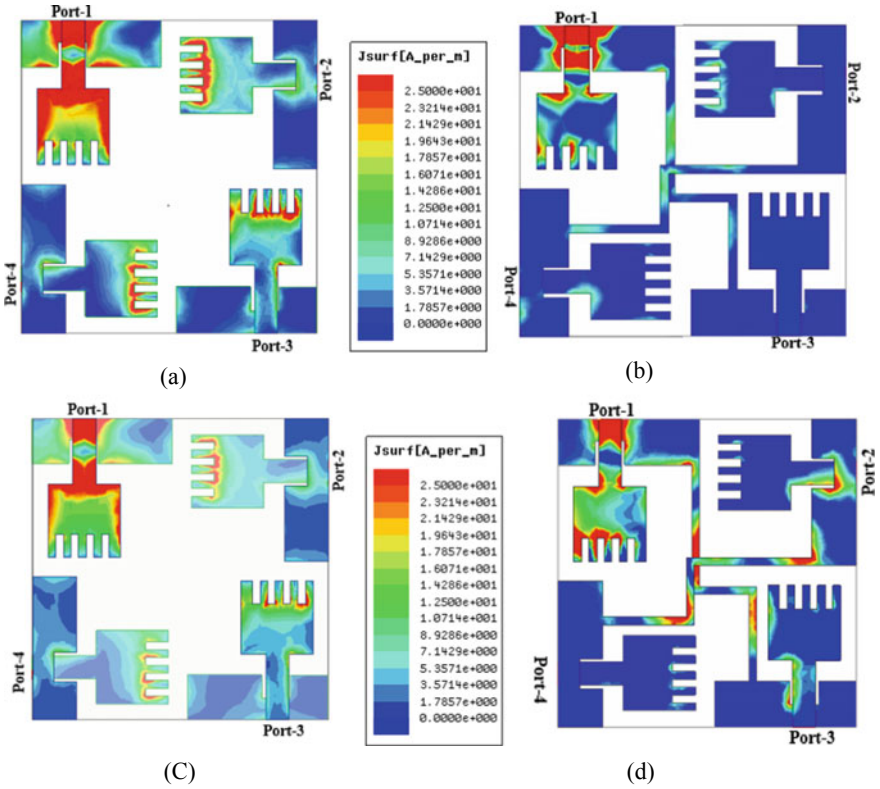 Port-1
Port-2
Port-4
Port-3
(a)
Jsurf[A_per_m]
2.5000e+001
2.3214e+001
2.1429e+001
1.9643e+001
1.7857e+001
1.6071e+001
1.4286e+001
1.2500e+001
1.0714e+001
8.9286e+000
7.1429e+000
5.3571e+000
3.5714e+000
1.7857e+000
0.0000e+000
Port-1
Port-2
Port-4
Port-3
(b)
Port-1
Port-2
Port-4
Port-3
(C)
Jsurf[A_per_m]
2.5000e+001
2.3214e+001
2.1429e+001
1.9643e+001
1.7857e+001
1.6071e+001
1.4286e+001
1.2500e+001
1.0714e+001
8.9286e+000
7.1429e+000
5.3571e+000
3.5714e+000
1.7857e+000
0.0000e+000
Port-1
Port-2
Port-4
Port-3
(d)